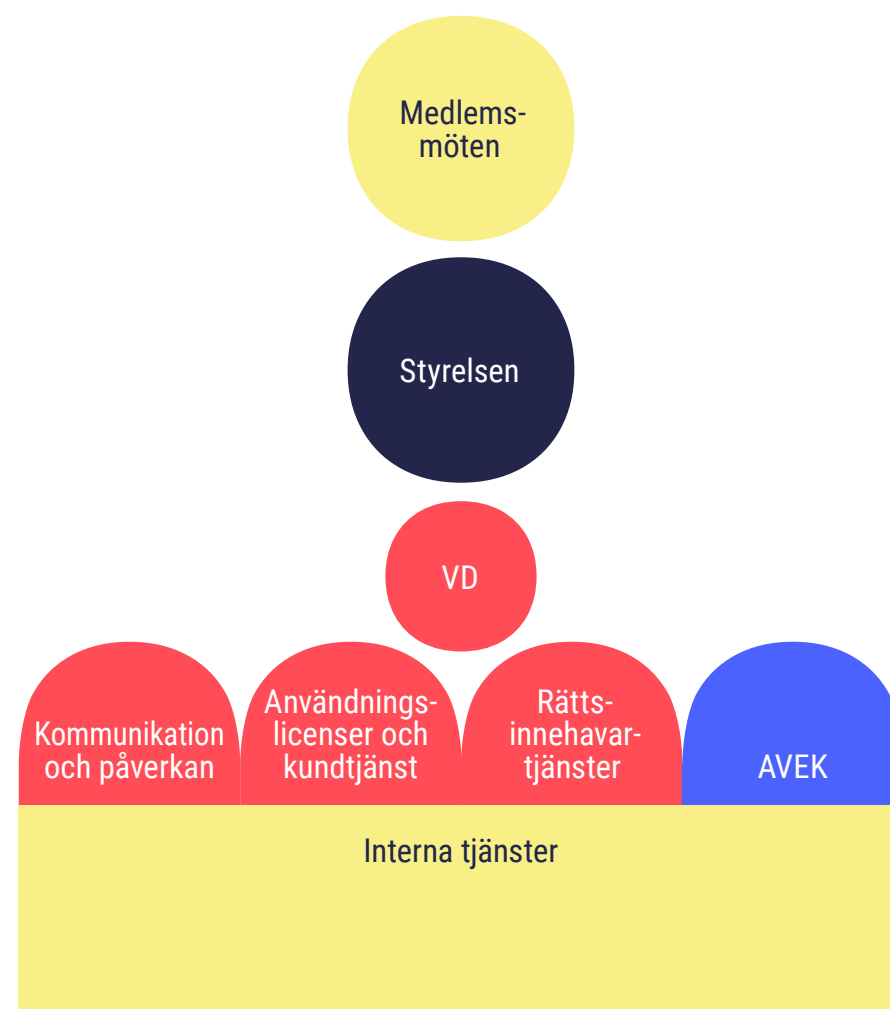 Medlems-
möten
Styrelsen
VD
Kommunikation
och påverkan
Användnings-
licenser och
kundtjänst
Rätts-
innehavar-
tjänster
AVEK
Interna tjänster